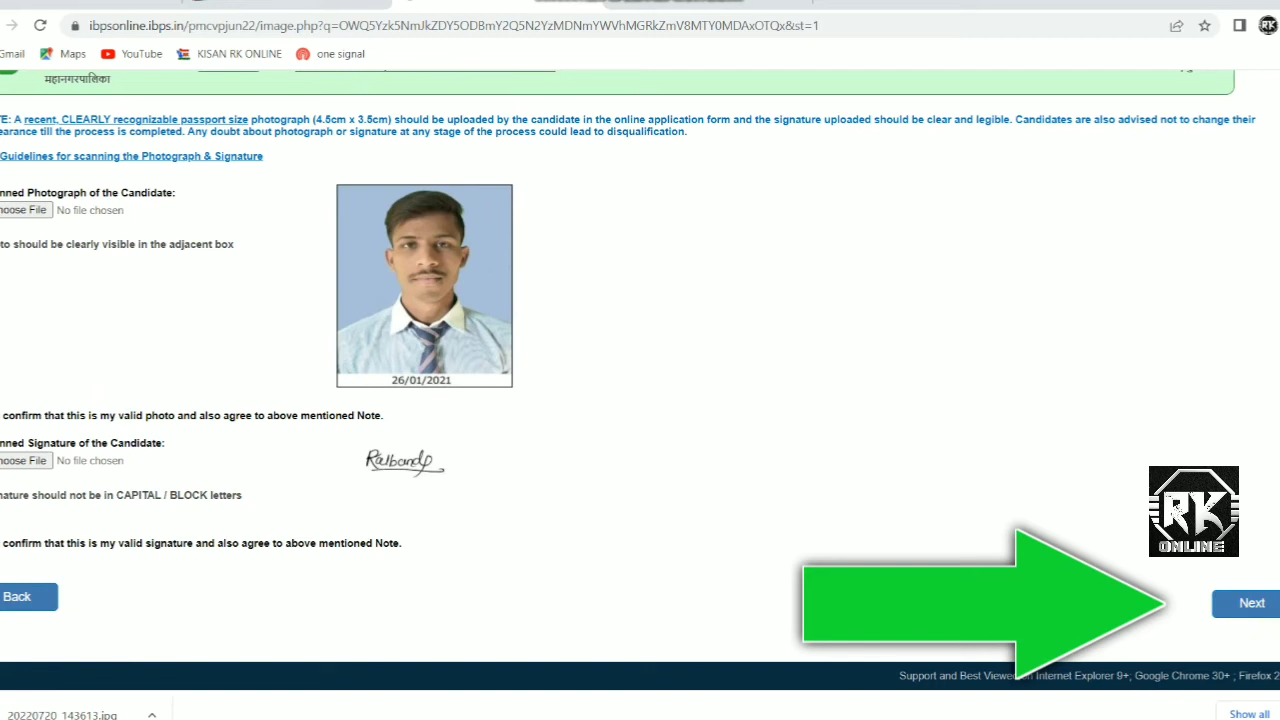 ibpsonline.ibps.in/pmcvpjun22/image.php?q=OWQ5Yzk5NmJkZDY5ODBmY2Q5N2YzMDNmYWVhMGRkZmV8MTY0MDAxOTQx&st=1
Gmail Maps YouTube KISAN RK ONLINE one signal
महानगरपालिका
TE: A recent, CLEARLY recognizable passport size photograph (4.5cm x 3.5cm) should be uploaded by the candidate in the online application form and the signature uploaded should be clear and legible. Candidates are also advised not to change their
earance till the process is completed. Any doubt about photograph or signature at any stage of the process could lead to disqualification.
Guidelines for scanning the Photograph & Signature
nned Photograph of the Candidate:
hoose File No file chosen
to should be clearly visible in the adjacent box
26/01/2021
confirm that this is my valid photo and also agree to above mentioned Note.
nned Signature of the Candidate:
hoose File No file chosen
nature should not be in CAPITAL / BLOCK letters
confirm that this is my valid signature and also agree to above mentioned Note.
RK
ONLINE
Back
Next
Support and Best Viewed on Internet Explorer 9+; Google Chrome 30+ ; Firefox 2
20220720_143613.jpg
Show all